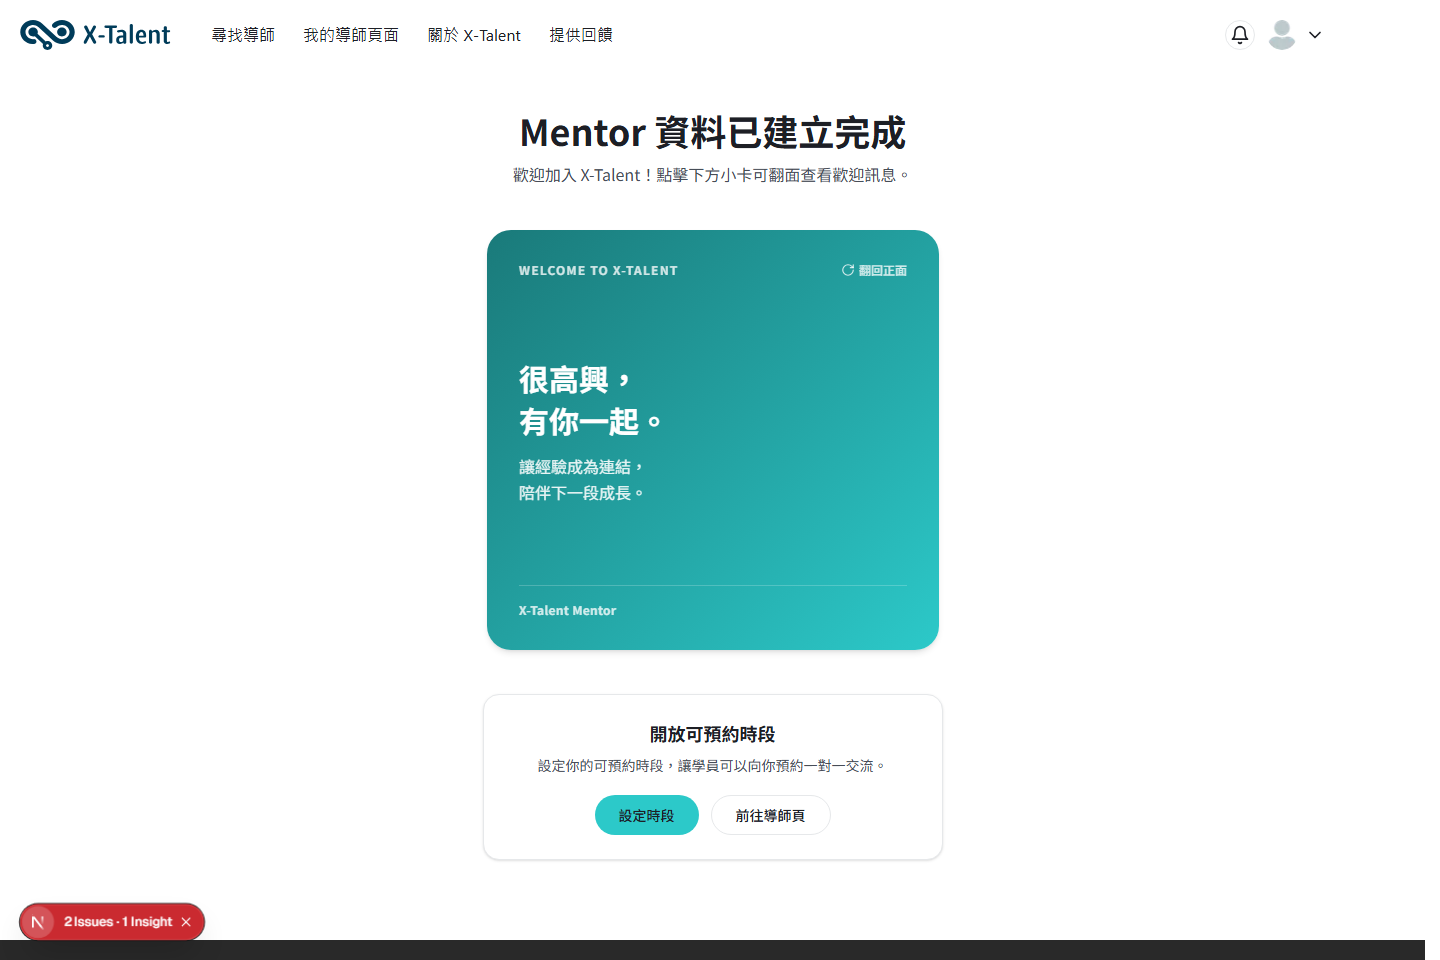 X-Talent
尋找導師
我的導師頁面
關於 X-Talent
提供回饋
Mentor 資料已建立完成
歡迎加入 X-Talent！點擊下方小卡可翻面查看歡迎訊息。
WELCOME TO X-TALENT
翻回正面
很高興，
有你一起。
讓經驗成為連結，
陪伴下一段成長。
X-Talent Mentor
開放可預約時段
設定你的可預約時段，讓學員可以向你預約一對一交流。
設定時段
前往導師頁
N
2 Issues · 1 Insight